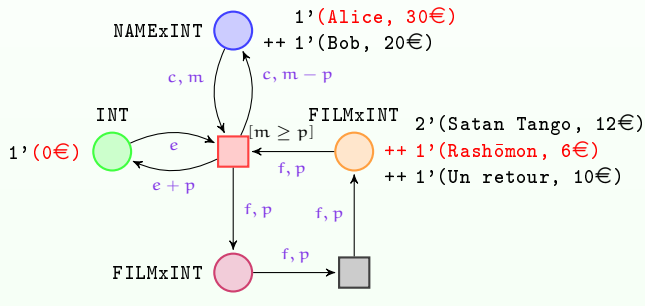 1'(Alice, 30€)
NAMExINT
++ 1'(Bob, 20€)
c, m
c, m − p
INT
FILMxINT
[m ≥ p]
2'(Satan Tango, 12€)
1'(0€)
e
++ 1'(Rashōmon, 6€)
f, p
++ 1'(Un retour, 10€)
e + p
f, p
f, p
f, p
FILMxINT